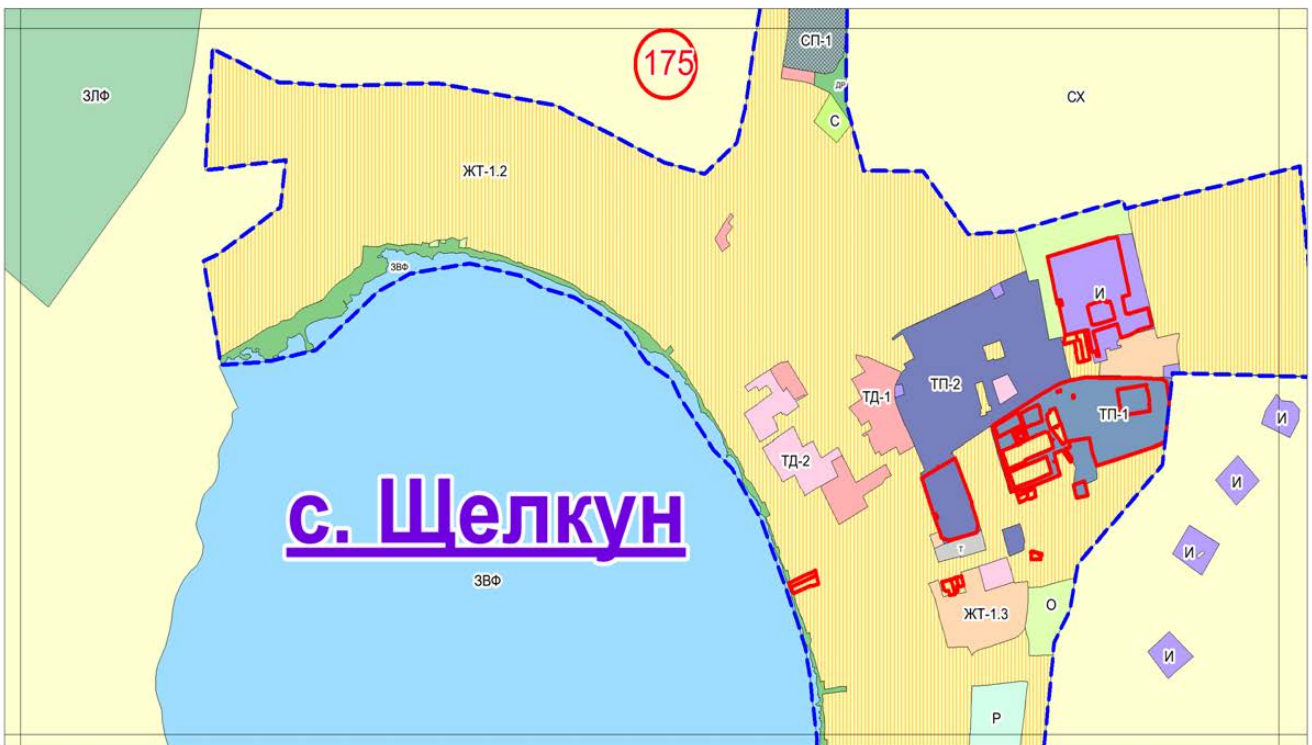 СП-1
175
ДР
ЗЛФ
СХ
С
ЖТ-1.2
ЗВФ
И
ТП-2
ТД-1
ТП-1
И
ТД-2
И
с. Щелкун
Т
И
ЗВФ
О
ЖТ-1.3
И
Р